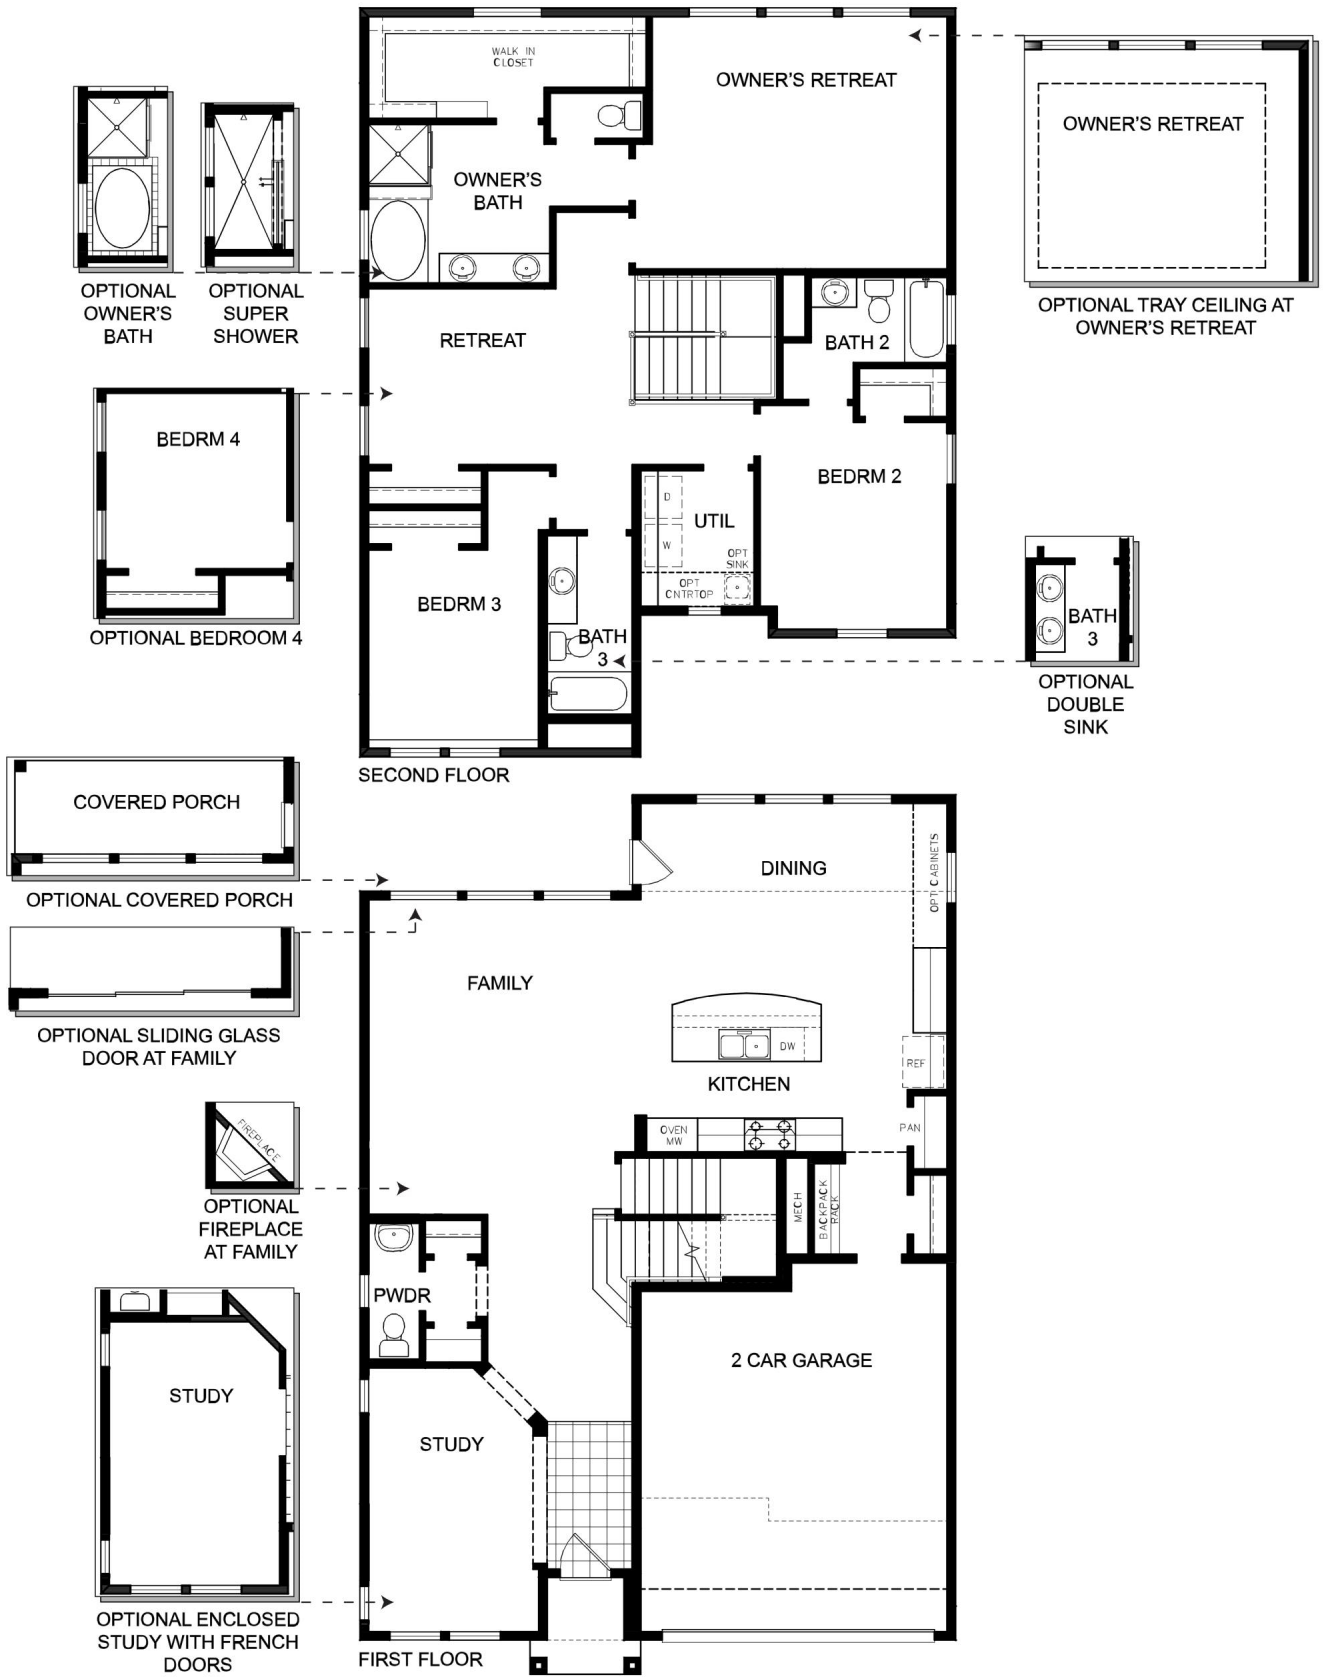 WALK IN
CLOSET
OWNER'S RETREAT
OWNER'S
BATH
OWNER'S RETREAT
OPTIONAL
OWNER'S
BATH
OPTIONAL
SUPER
SHOWER
OPTIONAL TRAY CEILING AT
OWNER'S RETREAT
RETREAT
BATH 2
BEDRM 4
OPTIONAL BEDROOM 4
BEDRM 2
D
W
UTIL
OPT
SINK
OPT
CNTRTOP
BEDRM 3
BATH
3
BATH
3
OPTIONAL
DOUBLE
SINK
SECOND FLOOR
COVERED PORCH
OPTIONAL COVERED PORCH
DINING
OPT CABINETS
FAMILY
OPTIONAL SLIDING GLASS
DOOR AT FAMILY
DW
REF
KITCHEN
OVEN
MW
PAN
FIREPLACE
OPTIONAL
FIREPLACE
AT FAMILY
MECH
BACKPACK
RACK
PWDR
2 CAR GARAGE
STUDY
STUDY
OPTIONAL ENCLOSED
STUDY WITH FRENCH
DOORS
FIRST FLOOR